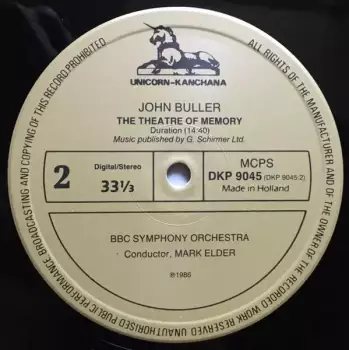 ALL RIGHTS OF THE MANUFACTURER AND OF THE OWNER OF THE RECORDED WORK RESERVED UNAUTHORISED PUBLIC PERFORMANCE BROADCASTING AND COPYING OF THIS RECORD PROHIBITED
UNICORN-KANCHANA
JOHN BULLER
THE THEATRE OF MEMORY
Duration (14:40)
Music published by G. Schirmer Ltd.
2
Digital/Stereo
33⅓
MCPS
DKP 9045 (DKP 9045:2)
Made in Holland
BBC SYMPHONY ORCHESTRA
Conductor, MARK ELDER
℗1986